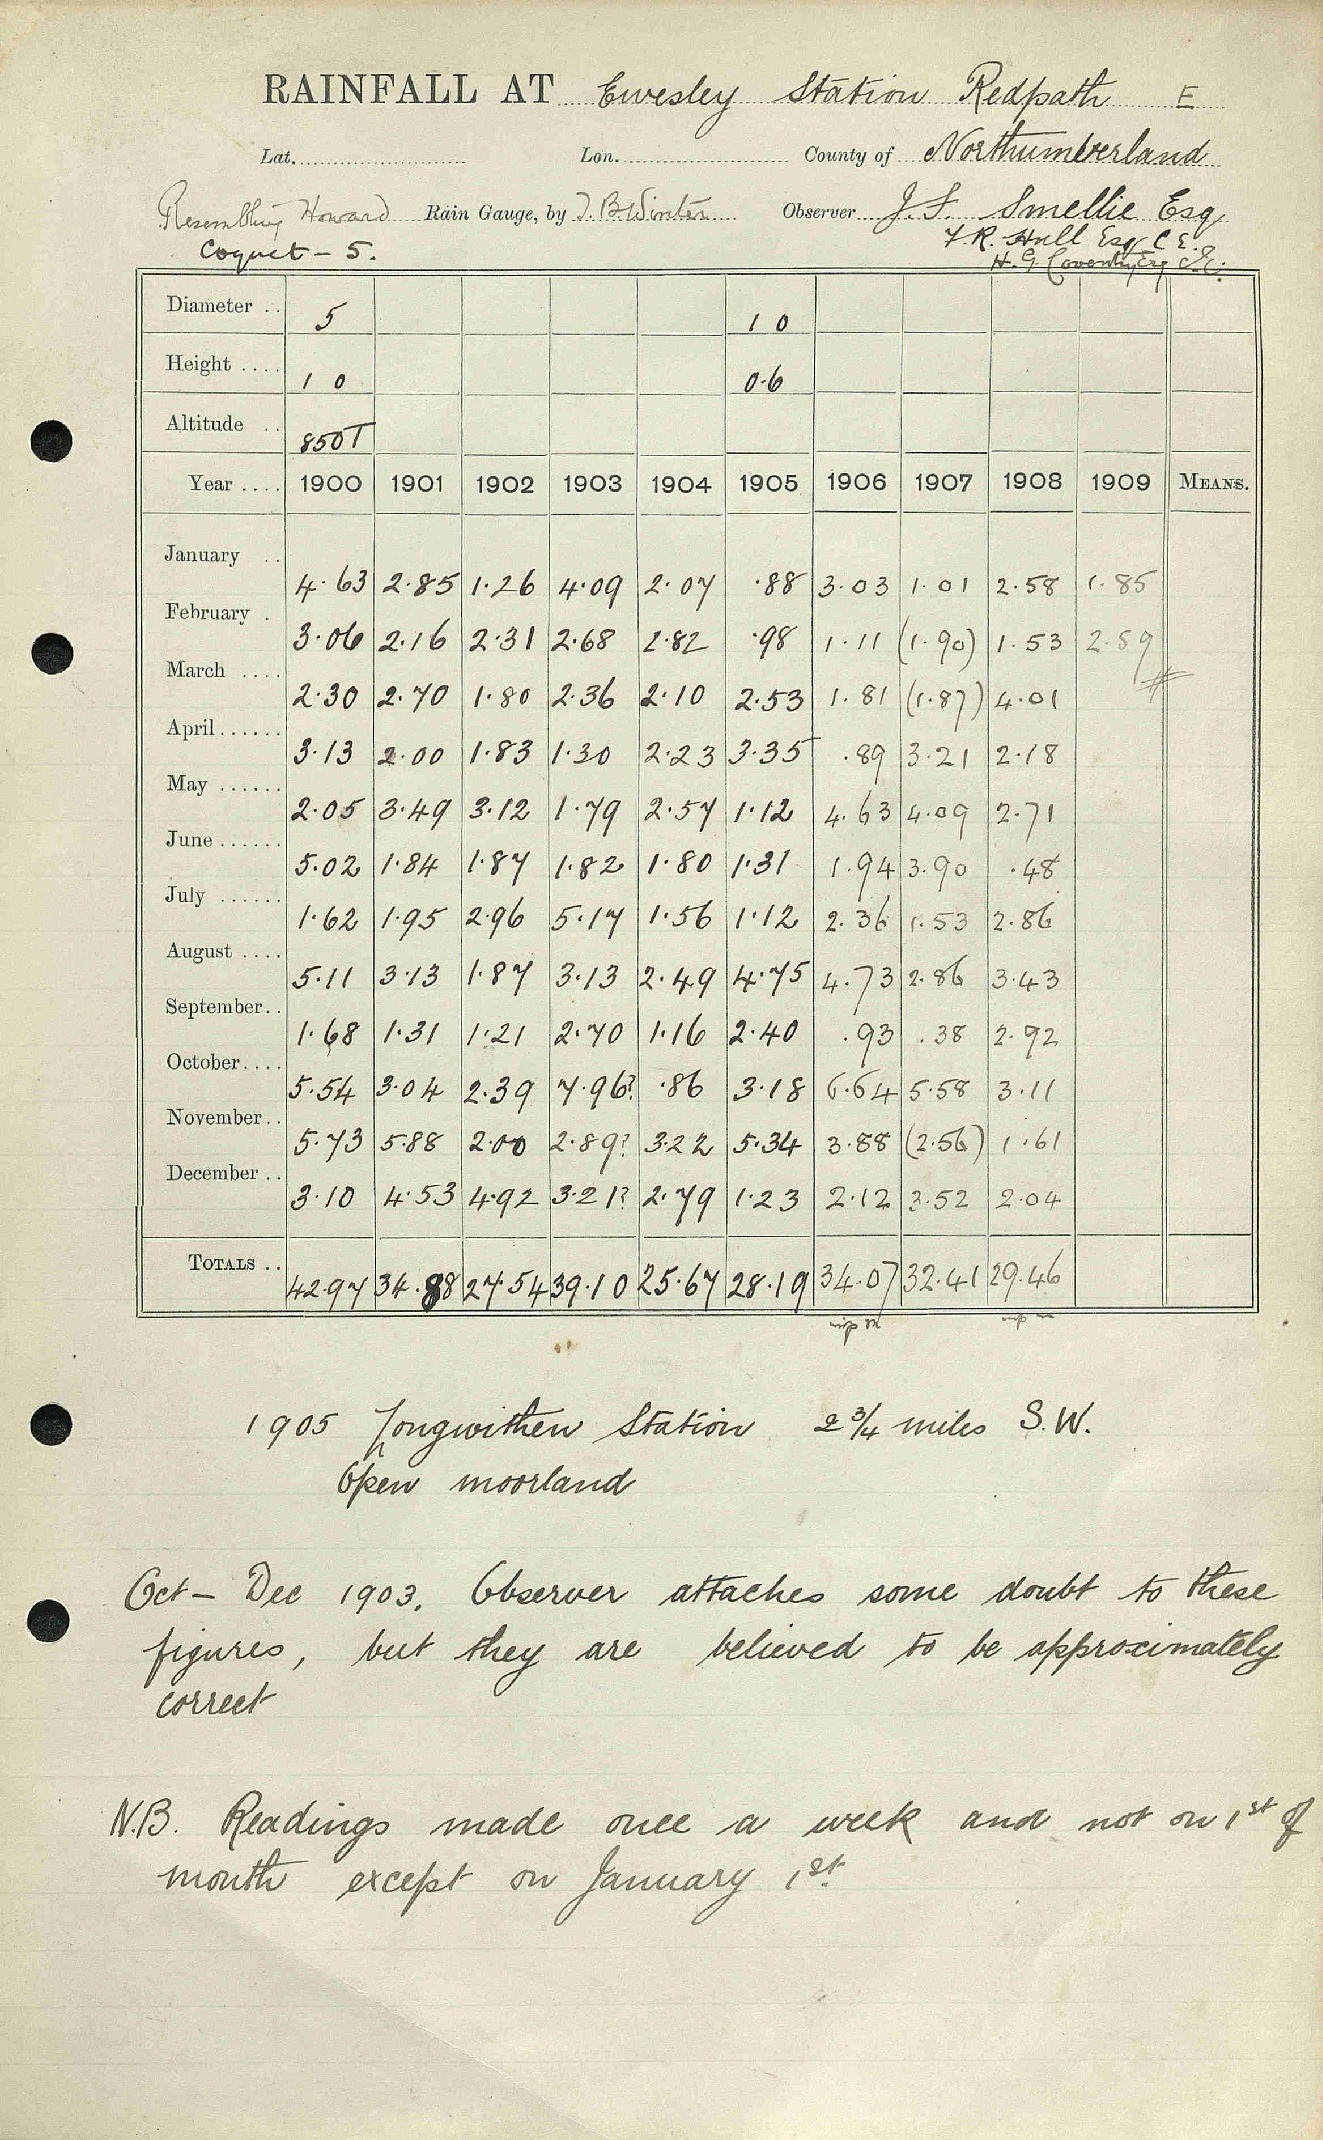 RAINFALL AT Ewesley Station Redpath E
Lat. Lon. County of Northumberland
Resembling Howard Rain Gauge, by J. B. Winter Observer J. S. Smellie Esq
Coquet - 5. F. R. Hull Esq C E.
H. G. Coventry Esq C.E.
Diameter .. 5 1 0
Height .... 1 0 0.6
Altitude .. 850T
Year .... 1900 1901 1902 1903 1904 1905 1906 1907 1908 1909 MEANS.
January .. 4.63 2.85 1.26 4.09 2.07 .88 3.03 1.01 2.58 1.85
February . 3.06 2.16 2.31 2.68 2.82 .98 1.11 (1.90) 1.53 2.59
March .... 2.30 2.70 1.80 2.36 2.10 2.53 1.81 (1.87) 4.01
April ...... 3.13 2.00 1.83 1.30 2.23 3.35 .89 3.21 2.18
May ...... 2.05 3.49 3.12 1.79 2.57 1.12 4.63 4.09 2.71
June ...... 5.02 1.84 1.87 1.82 1.80 1.31 1.94 3.90 .48
July ...... 1.62 1.95 2.96 5.17 1.56 1.12 2.36 1.53 2.86
August .... 5.11 3.13 1.87 3.13 2.49 4.75 4.73 2.86 3.43
September.. 1.68 1.31 1.21 2.70 1.16 2.40 .93 .38 2.92
October.... 5.54 3.04 2.39 7.96? .86 3.18 6.64 5.58 3.11
November.. 5.73 5.88 2.00 2.89? 3.22 5.34 3.88 (2.56) 1.61
December .. 3.10 4.53 4.92 3.21? 2.79 1.23 2.12 3.52 2.04
TOTALS .. 42.97 34.88 27.54 39.10 25.67 28.19 34.07 32.41 29.46
1905 Longwithen Station 2 3/4 miles S.W.
Open moorland
Oct - Dec 1903. Observer attaches some doubt to these
figures, but they are believed to be approximately
correct
N.B. Readings made once a week and not on 1st of
month except on January 1st.